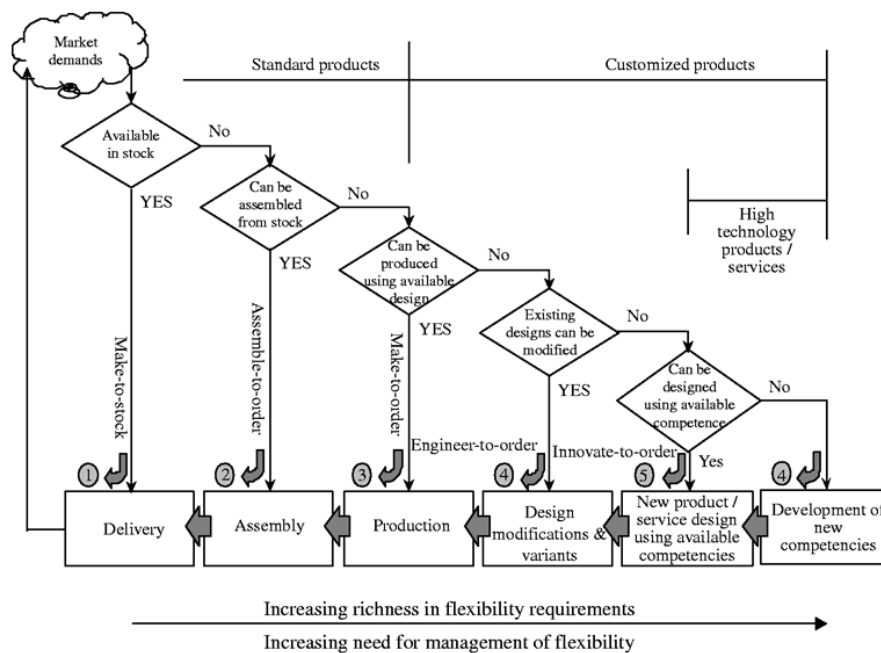 Market
demands
Standard products
Customized products
Available
in stock
No
YES
Can be
assembled
from stock
No
YES
High
technology
products /
services
Can be
produced
using available
design
No
YES
Existing
designs can be
modified
No
YES
Can be
designed
using available
competence
No
Yes
Make-to-stock
Assemble-to-order
Make-to-order
Engineer-to-order
Innovate-to-order
1
2
3
4
5
4
Delivery
Assembly
Production
Design
modifications &
variants
New product /
service design
using available
competencies
Development of
new
competencies
Increasing richness in flexibility requirements
Increasing need for management of flexibility